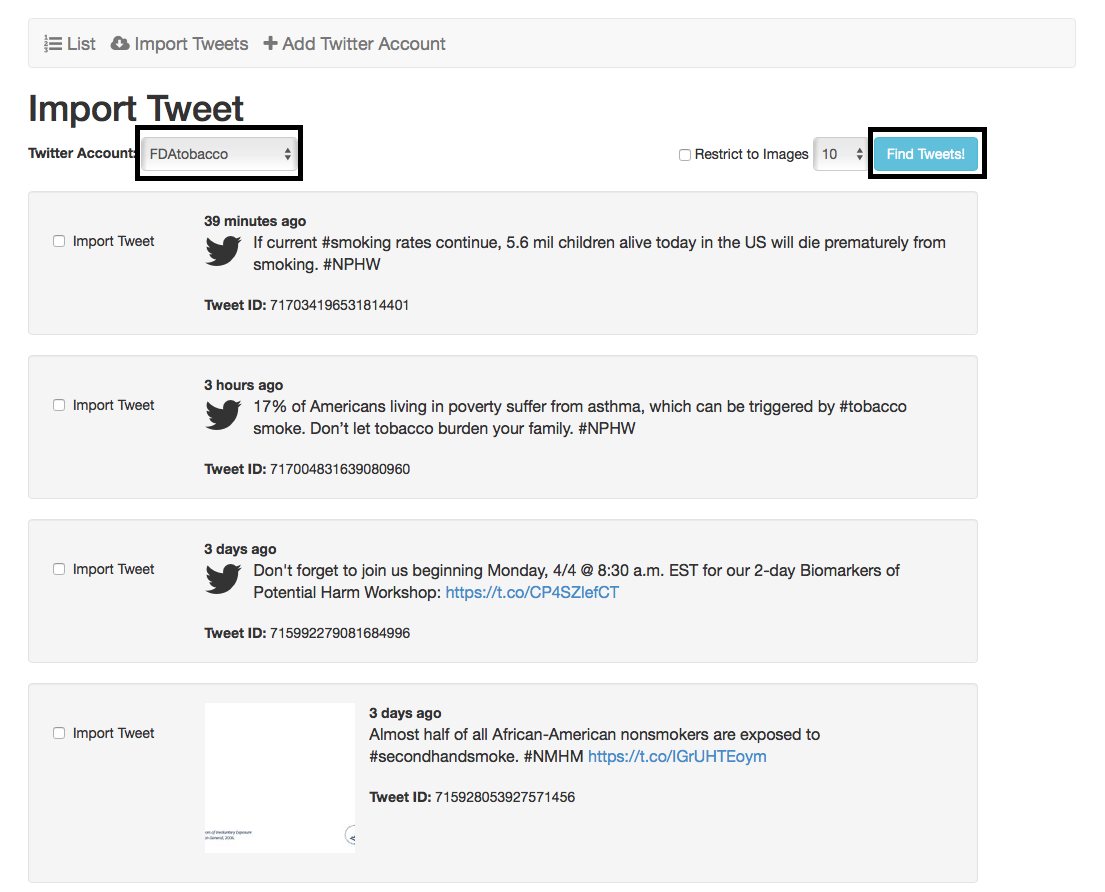 List Import Tweets Add Twitter Account
Import Tweet
Twitter Account: FDAtobacco Restrict to Images 10 Find Tweets!
Import Tweet
39 minutes ago
If current #smoking rates continue, 5.6 mil children alive today in the US will die prematurely from
smoking. #NPHW
Tweet ID: 717034196531814401
Import Tweet
3 hours ago
17% of Americans living in poverty suffer from asthma, which can be triggered by #tobacco
smoke. Don’t let tobacco burden your family. #NPHW
Tweet ID: 717004831639080960
Import Tweet
3 days ago
Don't forget to join us beginning Monday, 4/4 @ 8:30 a.m. EST for our 2-day Biomarkers of
Potential Harm Workshop: https://t.co/CP4SZlefCT
Tweet ID: 715992279081684996
Import Tweet
3 days ago
Almost half of all African-American nonsmokers are exposed to
#secondhandsmoke. #NMHM https://t.co/IGrUHTEoym
Tweet ID: 715928053927571456
of Involuntary Exposure
General, 2006.